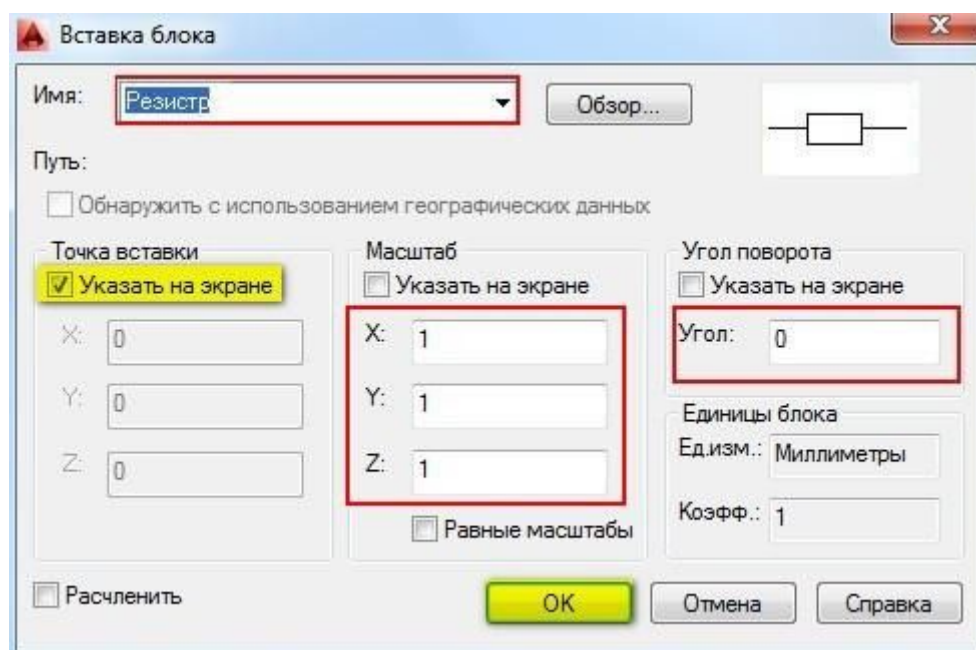 Вставка блока
Имя: Резистр Обзор...
Путь:
Обнаружить с использованием географических данных
Точка вставки
Указать на экране
X: 0
Y: 0
Z: 0
Масштаб
Указать на экране
X: 1
Y: 1
Z: 1
Равные масштабы
Угол поворота
Указать на экране
Угол: 0
Единицы блока
Ед.изм.: Миллиметры
Коэфф.: 1
Расчленить
OK Отмена Справка